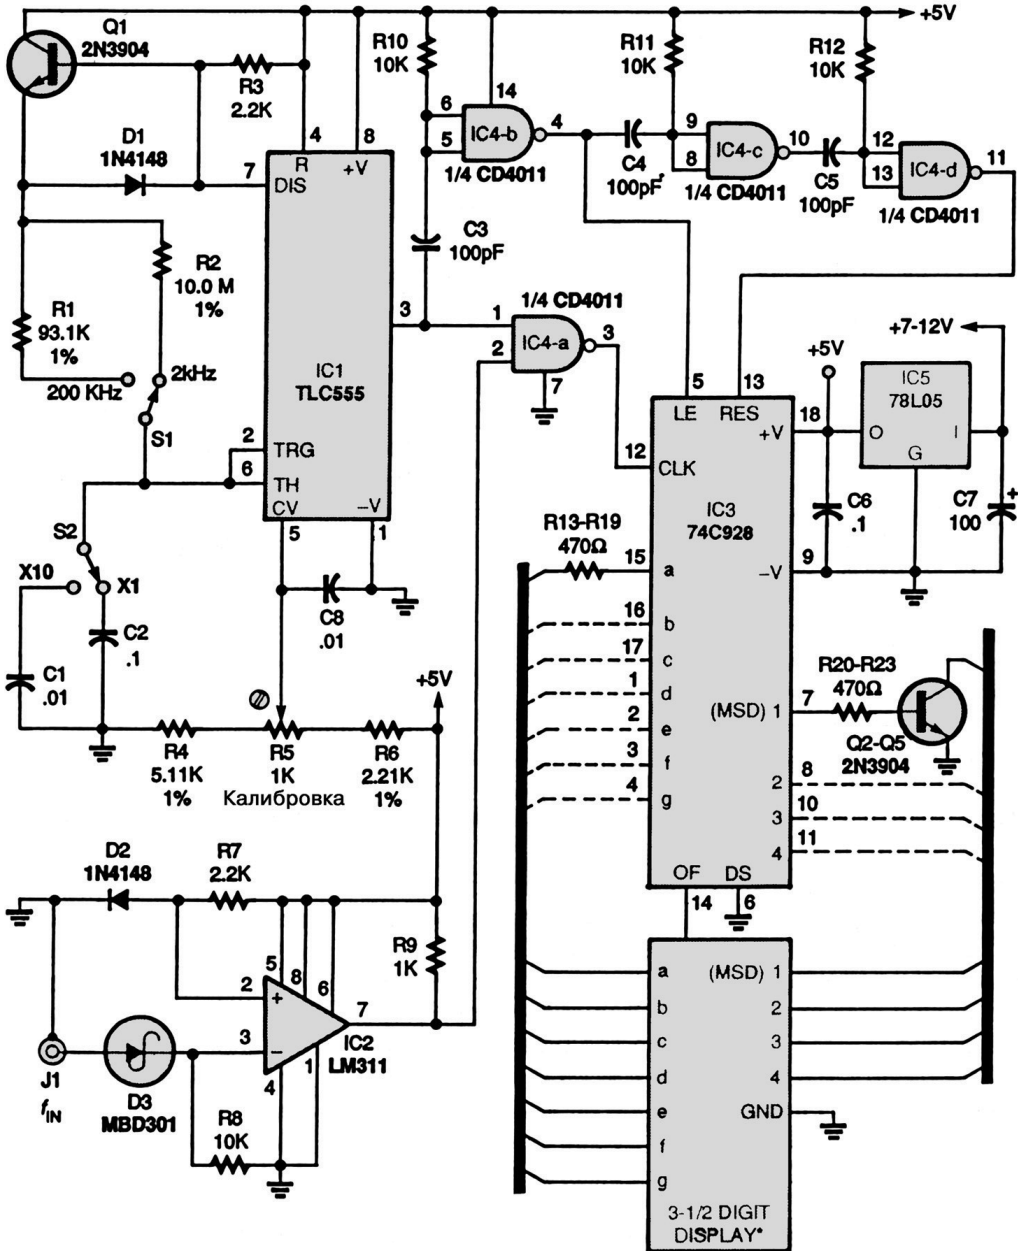 Q1
2N3904
R3
2.2K
D1
1N4148
4
8
R
+V
7
DIS
R1
93.1K
1%
R2
10.0 M
1%
200 KHz
2kHz
S1
IC1
TLC555
3
2
TRG
6
TH
CV
–V
5
1
S2
X10
X1
C1
.01
C2
.1
C8
.01
R4
5.11K
1%
R5
1K
Калибровка
R6
2.21K
1%
+5V
R10
10K
14
6
5
IC4-b
4
1/4 CD4011
C3
100pF
R11
10K
C4
100pF
9
8
IC4-c
10
1/4 CD4011
R12
10K
C5
100pF
12
13
IC4-d
11
1/4 CD4011
+5V
1/4 CD4011
1
2
IC4-a
3
7
+7-12V
+5V
IC5
78L05
O
I
G
5
13
LE
RES
18
+V
12
CLK
IC3
74C928
C6
.1
C7
100
+
9
–V
R13-R19
470Ω
15
a
16
b
17
c
1
d
2
e
3
f
4
g
(MSD) 1
7
R20-R23
470Ω
Q2-Q5
2N3904
2
8
3
10
4
11
OF
DS
14
6
D2
1N4148
R7
2.2K
R9
1K
5
8
6
2
+
3
–
7
4
1
IC2
LM311
J1
fIN
D3
MBD301
R8
10K
a
b
c
d
e
f
g
(MSD) 1
2
3
4
GND
3-1/2 DIGIT
DISPLAY*